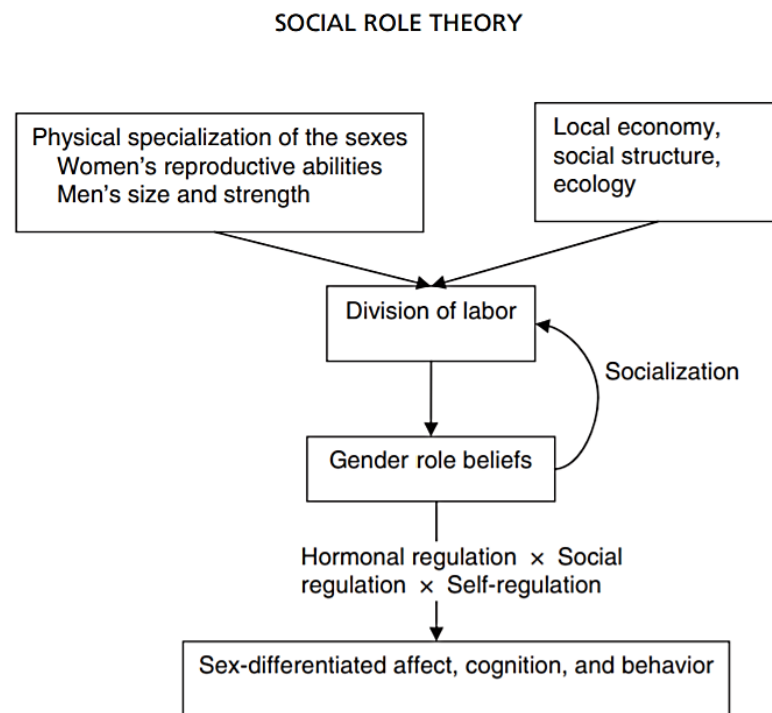 SOCIAL ROLE THEORY
Physical specialization of the sexes
Women's reproductive abilities
Men's size and strength
Local economy,
social structure,
ecology
Division of labor
Socialization
Gender role beliefs
Hormonal regulation × Social
regulation × Self-regulation
Sex-differentiated affect, cognition, and behavior